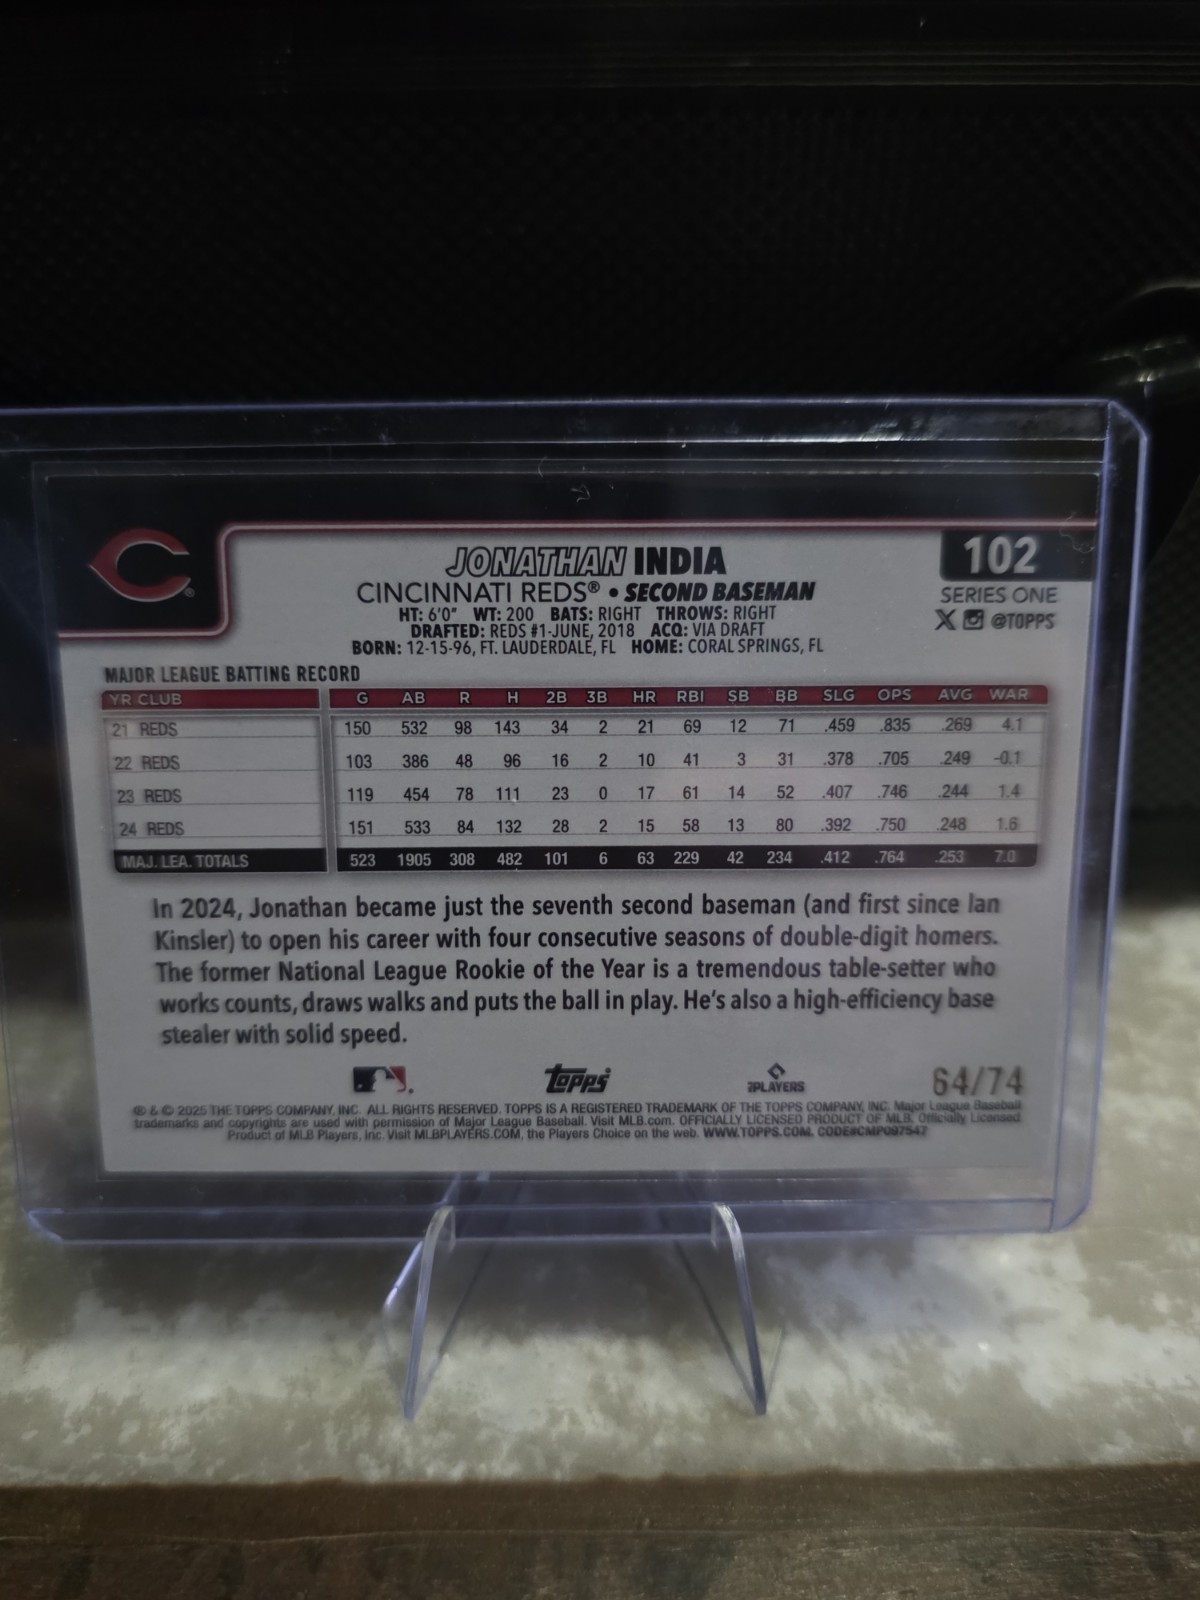 JONATHAN INDIA
102
CINCINNATI REDS® • SECOND BASEMAN
SERIES ONE
HT: 6'0" WT: 200 BATS: RIGHT THROWS: RIGHT
X @TOPPS
DRAFTED: REDS #1-JUNE, 2018 ACQ: VIA DRAFT
BORN: 12-15-96, FT. LAUDERDALE, FL HOME: CORAL SPRINGS, FL
MAJOR LEAGUE BATTING RECORD
YR CLUB G AB R H 2B 3B HR RBI SB BB SLG OPS AVG WAR
21 REDS 150 532 98 143 34 2 21 69 12 71 .459 .835 .269 4.1
22 REDS 103 386 48 96 16 2 10 41 3 31 .378 .705 .249 -0.1
23 REDS 119 454 78 111 23 0 17 61 14 52 .407 .746 .244 1.4
24 REDS 151 533 84 132 28 2 15 58 13 80 .392 .750 .248 1.6
MAJ. LEA. TOTALS 523 1905 308 482 101 6 63 229 42 234 .412 .764 .253 7.0
In 2024, Jonathan became just the seventh second baseman (and first since Ian
Kinsler) to open his career with four consecutive seasons of double-digit homers.
The former National League Rookie of the Year is a tremendous table-setter who
works counts, draws walks and puts the ball in play. He's also a high-efficiency base
stealer with solid speed.
topps
PLAYERS
64/74
® & © 2025 THE TOPPS COMPANY, INC. ALL RIGHTS RESERVED. TOPPS IS A REGISTERED TRADEMARK OF THE TOPPS COMPANY, INC. Major League Baseball
trademarks and copyrights are used with permission of Major League Baseball. Visit MLB.com. OFFICIALLY LICENSED PRODUCT OF MLB. Officially Licensed
Product of MLB Players, Inc. Visit MLBPLAYERS.COM, the Players Choice on the web. WWW.TOPPS.COM. CODE#CMP097547